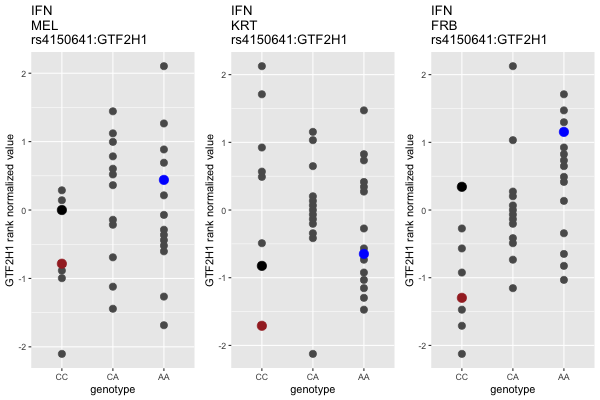 IFN
MEL
rs4150641:GTF2H1
GTF2H1 rank normalized value
2
1
0
-1
-2
CC
CA
AA
genotype
IFN
KRT
rs4150641:GTF2H1
GTF2H1 rank normalized value
2
1
0
-1
-2
CC
CA
AA
genotype
IFN
FRB
rs4150641:GTF2H1
GTF2H1 rank normalized value
2
1
0
-1
-2
CC
CA
AA
genotype